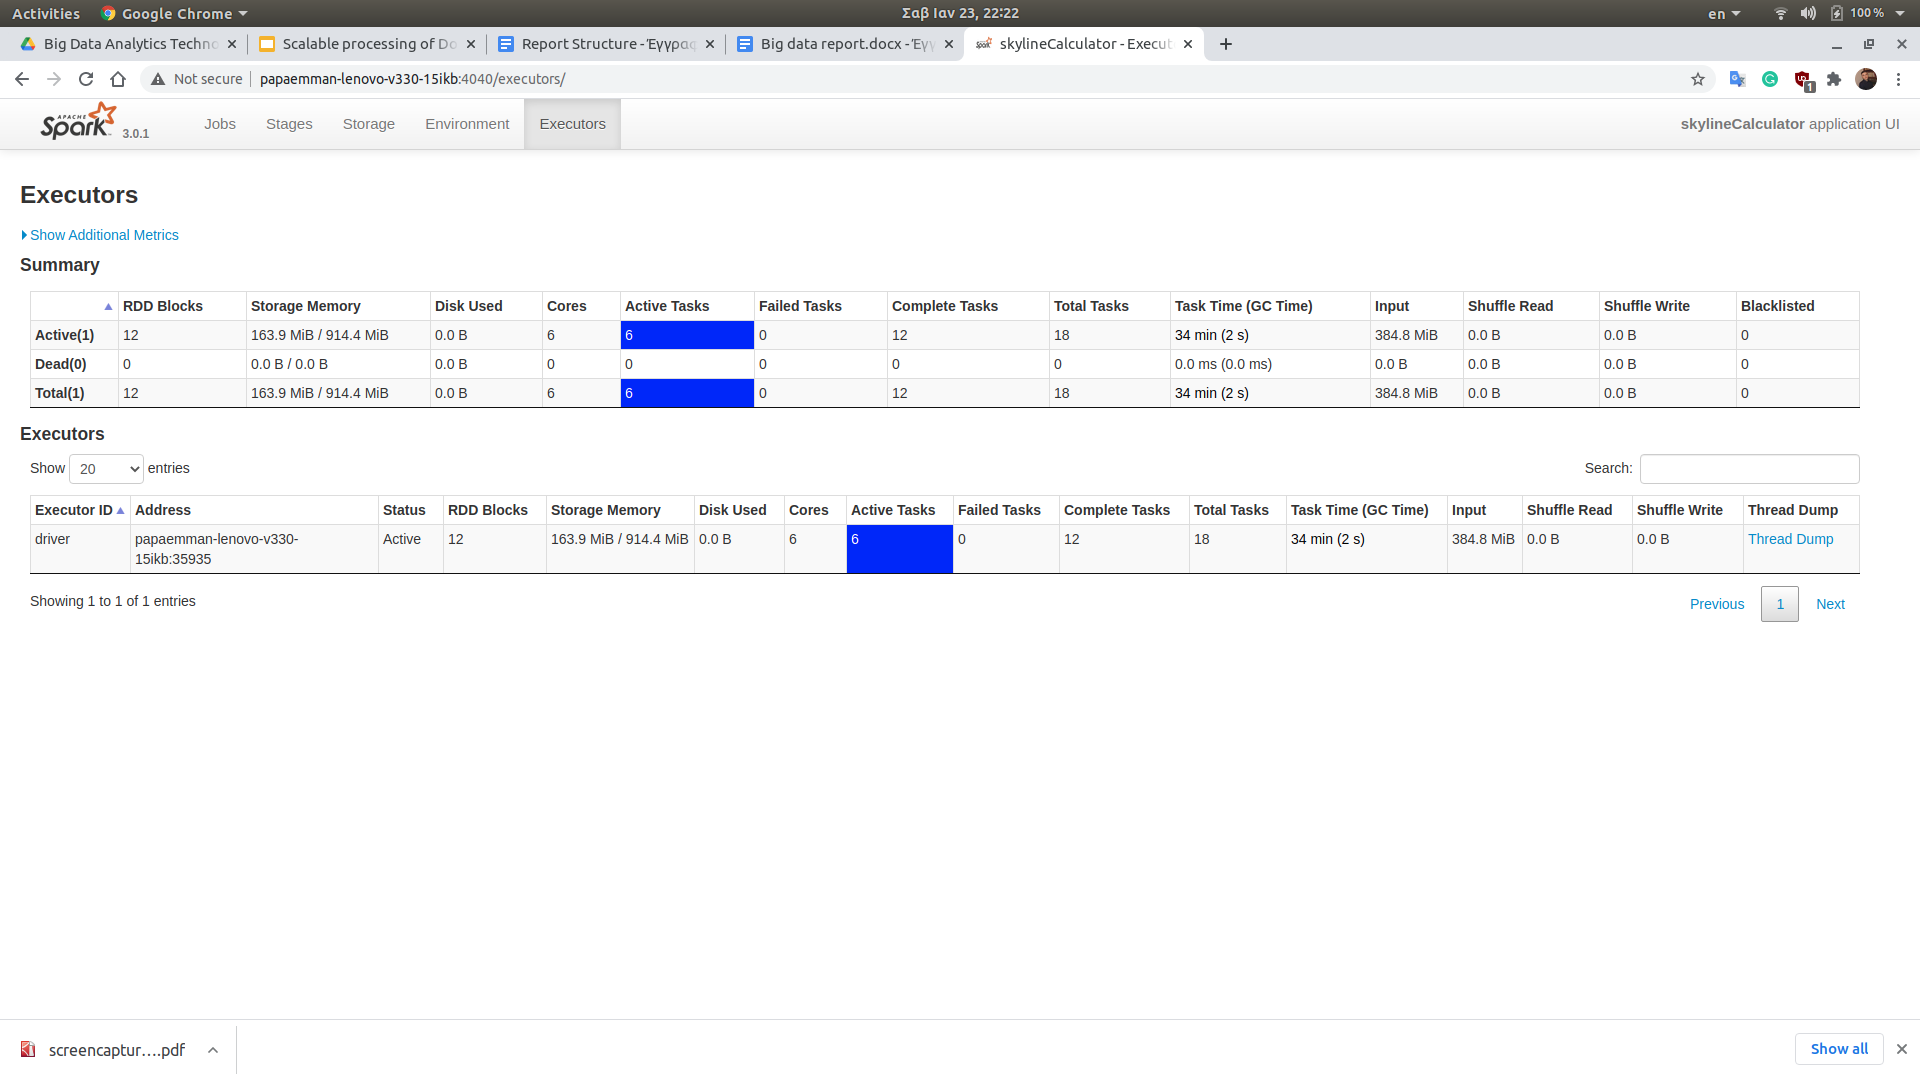 Activities Google Chrome Σαβ Ιαν 23, 22:22 en 100 %
Big Data Analytics Techno Scalable processing of Do Report Structure - Έγγραφ Big data report.docx - Έγγ skylineCalculator - Execut
Not secure papaemman-lenovo-v330-15ikb:4040/executors/ 1
APACHE Spark 3.0.1 Jobs Stages Storage Environment Executors skylineCalculator application UI
Executors
Show Additional Metrics
Summary
RDD Blocks Storage Memory Disk Used Cores Active Tasks Failed Tasks Complete Tasks Total Tasks Task Time (GC Time) Input Shuffle Read Shuffle Write Blacklisted
Active(1) 12 163.9 MiB / 914.4 MiB 0.0 B 6 6 0 12 18 34 min (2 s) 384.8 MiB 0.0 B 0.0 B 0
Dead(0) 0 0.0 B / 0.0 B 0.0 B 0 0 0 0 0 0.0 ms (0.0 ms) 0.0 B 0.0 B 0.0 B 0
Total(1) 12 163.9 MiB / 914.4 MiB 0.0 B 6 6 0 12 18 34 min (2 s) 384.8 MiB 0.0 B 0.0 B 0
Executors
Show 20 entries Search:
Executor ID Address Status RDD Blocks Storage Memory Disk Used Cores Active Tasks Failed Tasks Complete Tasks Total Tasks Task Time (GC Time) Input Shuffle Read Shuffle Write Thread Dump
driver papaemman-lenovo-v330- Active 12 163.9 MiB / 914.4 MiB 0.0 B 6 6 0 12 18 34 min (2 s) 384.8 MiB 0.0 B 0.0 B Thread Dump
15ikb:35935
Showing 1 to 1 of 1 entries Previous 1 Next
screencaptur....pdf Show all